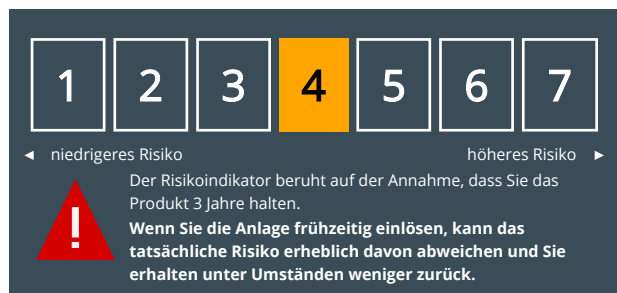 1 2 3 4 5 6 7
◄ niedrigeres Risiko höheres Risiko ►
Der Risikoindikator beruht auf der Annahme, dass Sie das
Produkt 3 Jahre halten.
Wenn Sie die Anlage frühzeitig einlösen, kann das
tatsächliche Risiko erheblich davon abweichen und Sie
erhalten unter Umständen weniger zurück.
!